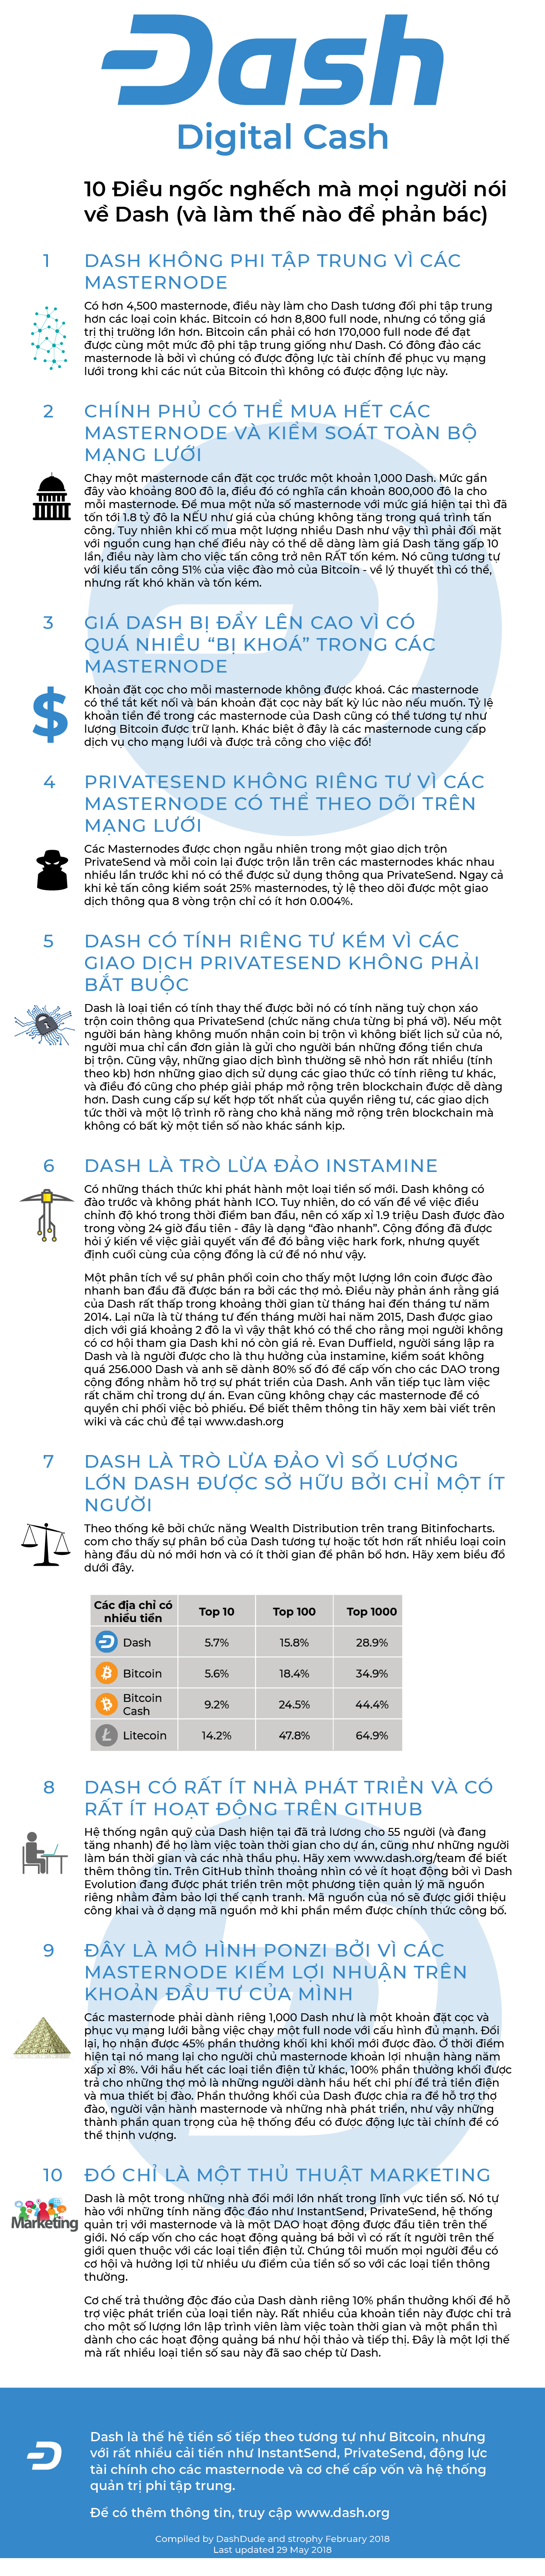 Dash
Digital Cash
10 Điều ngốc nghếch mà mọi người nói
về Dash (và làm thế nào để phản bác)
1 DASH KHÔNG PHI TẬP TRUNG VÌ CÁC
MASTERNODE
Có hơn 4,500 masternode, điều này làm cho Dash tương đối phi tập trung
hơn các loại coin khác. Bitcoin có hơn 8,800 full node, nhưng có tổng giá
trị thị trường lớn hơn. Bitcoin cần phải có hơn 170,000 full node để đạt
được cùng một mức độ phi tập trung giống như Dash. Có đông đảo các
masternode là bởi vì chúng có được động lực tài chính để phục vụ mạng
lưới trong khi các nút của Bitcoin thì không có được động lực này.
2 CHÍNH PHỦ CÓ THỂ MUA HẾT CÁC
MASTERNODE VÀ KIỂM SOÁT TOÀN BỘ
MẠNG LƯỚI
Chạy một masternode cần đặt cọc trước một khoản 1,000 Dash. Mức gần
đây vào khoảng 800 đô la, điều đó có nghĩa cần khoản 800,000 đô la cho
mỗi masternode. Để mua một nửa số masternode với mức giá hiện tại thì đã
tốn tới 1.8 tỷ đô la NẾU như giá của chúng không tăng trong quá trình tấn
công. Tuy nhiên khi cố mua một lượng nhiều Dash như vậy thì phải đối mặt
với nguồn cung hạn chế điều này có thể dễ dàng làm giá Dash tăng gấp 10
lần, điều này làm cho việc tấn công trở nên RẤT tốn kém. Nó cũng tương tự
với kiểu tấn công 51% của việc đào mỏ của Bitcoin - về lý thuyết thì có thể,
nhưng rất khó khăn và tốn kém.
3 GIÁ DASH BỊ ĐẨY LÊN CAO VÌ CÓ
QUÁ NHIỀU “BỊ KHOÁ” TRONG CÁC
MASTERNODE
Khoản đặt cọc cho mỗi masternode không được khoá. Các masternode
có thể tắt kết nối và bán khoản đặt cọc này bất kỳ lúc nào nếu muốn. Tỷ lệ
khoản tiền để trong các masternode của Dash cũng có thể tương tự như
lượng Bitcoin được trữ lạnh. Khác biệt ở đây là các masternode cung cấp
dịch vụ cho mạng lưới và được trả công cho việc đó!
4 PRIVATESEND KHÔNG RIÊNG TƯ VÌ CÁC
MASTERNODE CÓ THỂ THEO DÕI TRÊN
MẠNG LƯỚI
Các Masternodes được chọn ngẫu nhiên trong một giao dịch trộn
PrivateSend và mỗi coin lại được trộn lẫn trên các masternodes khác nhau
nhiều lần trước khi nó có thể được sử dụng thông qua PrivateSend. Ngay cả
khi kẻ tấn công kiểm soát 25% masternodes, tỷ lệ theo dõi được một giao
dịch thông qua 8 vòng trộn chỉ có ít hơn 0.004%.
5 DASH CÓ TÍNH RIÊNG TƯ KÉM VÌ CÁC
GIAO DỊCH PRIVATESEND KHÔNG PHẢI
BẮT BUỘC
Dash là loại tiền có tính thay thế được bởi nó có tính năng tuỳ chọn xáo
trộn coin thông qua PrivateSend (chức năng chưa từng bị phá vỡ). Nếu một
người bán hàng không muốn nhận coin bị trộn vì không biết lịch sử của nó,
người mua chỉ cần đơn giản là gửi cho người bán những đồng tiền chưa
bị trộn. Cũng vậy, những giao dịch bình thường sẽ nhỏ hơn rất nhiều (tính
theo kb) hơn những giao dịch sử dụng các giao thức có tính riêng tư khác,
và điều đó cũng cho phép giải pháp mở rộng trên blockchain được dễ dàng
hơn. Dash cung cấp sự kết hợp tốt nhất của quyền riêng tư, các giao dịch
tức thời và một lộ trình rõ ràng cho khả năng mở rộng trên blockchain mà
không có bất kỳ một tiền số nào khác sánh kịp.
6 DASH LÀ TRÒ LỪA ĐẢO INSTAMINE
Có những thách thức khi phát hành một loại tiền số mới. Dash không có
đào trước và không phát hành ICO. Tuy nhiên, do có vấn đề về việc điều
chỉnh độ khó trong thời điểm ban đầu, nên có xấp xỉ 1.9 triệu Dash được đào
trong vòng 24 giờ đầu tiên - đây là dạng “đào nhanh”. Cộng đồng đã được
hỏi ý kiến về việc giải quyết vấn đề đó bằng việc hark fork, nhưng quyết
định cuối cùng của cộng đồng là cứ để nó như vậy.
Một phân tích về sự phân phối coin cho thấy một lượng lớn coin được đào
nhanh ban đầu đã được bán ra bởi các thợ mỏ. Điều này phản ánh rằng giá
của Dash rất thấp trong khoảng thời gian từ tháng hai đến tháng tư năm
2014. Lại nữa là từ tháng tư đến tháng mười hai năm 2015, Dash được giao
dịch với giá khoảng 2 đô la vì vậy thật khó có thể cho rằng mọi người không
có cơ hội tham gia Dash khi nó còn giá rẻ. Evan Duffield, người sáng lập ra
Dash và là người được cho là thụ hưởng của instamine, kiểm soát không
quá 256.000 Dash và anh sẽ dành 80% số đó để cấp vốn cho các DAO trong
cộng đồng nhằm hỗ trợ sự phát triển của Dash. Anh vẫn tiếp tục làm việc
rất chăm chỉ trong dự án. Evan cũng không chạy các masternode để có
quyền chi phối việc bỏ phiếu. Để biết thêm thông tin hãy xem bài viết trên
wiki và các chủ đề tại www.dash.org
7 DASH LÀ TRÒ LỪA ĐẢO VÌ SỐ LƯỢNG
LỚN DASH ĐƯỢC SỞ HỮU BỞI CHỈ MỘT ÍT
NGƯỜI
Theo thống kê bởi chức năng Wealth Distribution trên trang Bitinfocharts.
com cho thấy sự phân bổ của Dash tương tự hoặc tốt hơn rất nhiều loại coin
hàng đầu dù nó mới hơn và có ít thời gian để phân bổ hơn. Hãy xem biểu đồ
dưới đây.
Các địa chỉ có
nhiều tiền Top 10 Top 100 Top 1000
Dash 5.7% 15.8% 28.9%
Bitcoin 5.6% 18.4% 34.9%
Bitcoin
Cash 9.2% 24.5% 44.4%
Litecoin 14.2% 47.8% 64.9%
8 DASH CÓ RẤT ÍT NHÀ PHÁT TRIỂN VÀ CÓ
RẤT ÍT HOẠT ĐỘNG TRÊN GITHUB
Hệ thống ngân quỹ của Dash hiện tại đã trả lương cho 55 người (và đang
tăng nhanh) để họ làm việc toàn thời gian cho dự án, cũng như những người
làm bán thời gian và các nhà thầu phụ. Hãy xem www.dash.org/team để biết
thêm thông tin. Trên GitHub thỉnh thoảng nhìn có vẻ ít hoạt động bởi vì Dash
Evolution đang được phát triển trên một phương tiện quản lý mã nguồn
riêng nhằm đảm bảo lợi thế cạnh tranh. Mã nguồn của nó sẽ được giới thiệu
công khai và ở dạng mã nguồn mở khi phần mềm được chính thức công bố.
9 ĐÂY LÀ MÔ HÌNH PONZI BỞI VÌ CÁC
MASTERNODE KIẾM LỢI NHUẬN TRÊN
KHOẢN ĐẦU TƯ CỦA MÌNH
Các masternode phải dành riêng 1,000 Dash như là một khoản đặt cọc và
phục vụ mạng lưới bằng việc chạy một full node với cấu hình đủ mạnh. Đổi
lại, họ nhận được 45% phần thưởng khối khi khối mới được đào. Ở thời điểm
hiện tại nó mang lại cho người chủ masternode khoản lợi nhuận hàng năm
xấp xỉ 8%. Với hầu hết các loại tiền điện tử khác, 100% phần thưởng khối được
trả cho những thợ mỏ là những người dành hầu hết chi phí để trả tiền điện
và mua thiết bị đào. Phần thưởng khối của Dash được chia ra để hỗ trợ thợ
đào, người vận hành masternode và những nhà phát triển, như vậy những
thành phần quan trọng của hệ thống đều có được động lực tài chính để có
thể thịnh vượng.
10 ĐÓ CHỈ LÀ MỘT THỦ THUẬT MARKETING
Marketing
Dash là một trong những nhà đổi mới lớn nhất trong lĩnh vực tiền số. Nó tự
hào với những tính năng độc đáo như InstantSend, PrivateSend, hệ thống
quản trị với masternode và là một DAO hoạt động được đầu tiên trên thế
giới. Nó cấp vốn cho các hoạt động quảng bá bởi vì có rất ít người trên thế
giới quen thuộc với các loại tiền điện tử. Chúng tôi muốn mọi người đều có
cơ hội và hưởng lợi từ nhiều ưu điểm của tiền số so với các loại tiền thông
thường.
Cơ chế trả thưởng độc đáo của Dash dành riêng 10% phần thưởng khối để hỗ
trợ việc phát triển của loại tiền này. Rất nhiều của khoản tiền này được chi trả
cho một số lượng lớn lập trình viên làm việc toàn thời gian và một phần thì
dành cho các hoạt động quảng bá như hội thảo và tiếp thị. Đây là một lợi thế
mà rất nhiều loại tiền số sau này đã sao chép từ Dash.
Dash là thế hệ tiền số tiếp theo tương tự như Bitcoin, nhưng
với rất nhiều cải tiến như InstantSend, PrivateSend, động lực
tài chính cho các masternode và cơ chế cấp vốn và hệ thống
quản trị phi tập trung.
Để có thêm thông tin, truy cập www.dash.org
Compiled by DashDude and strophy February 2018
Last updated 29 May 2018